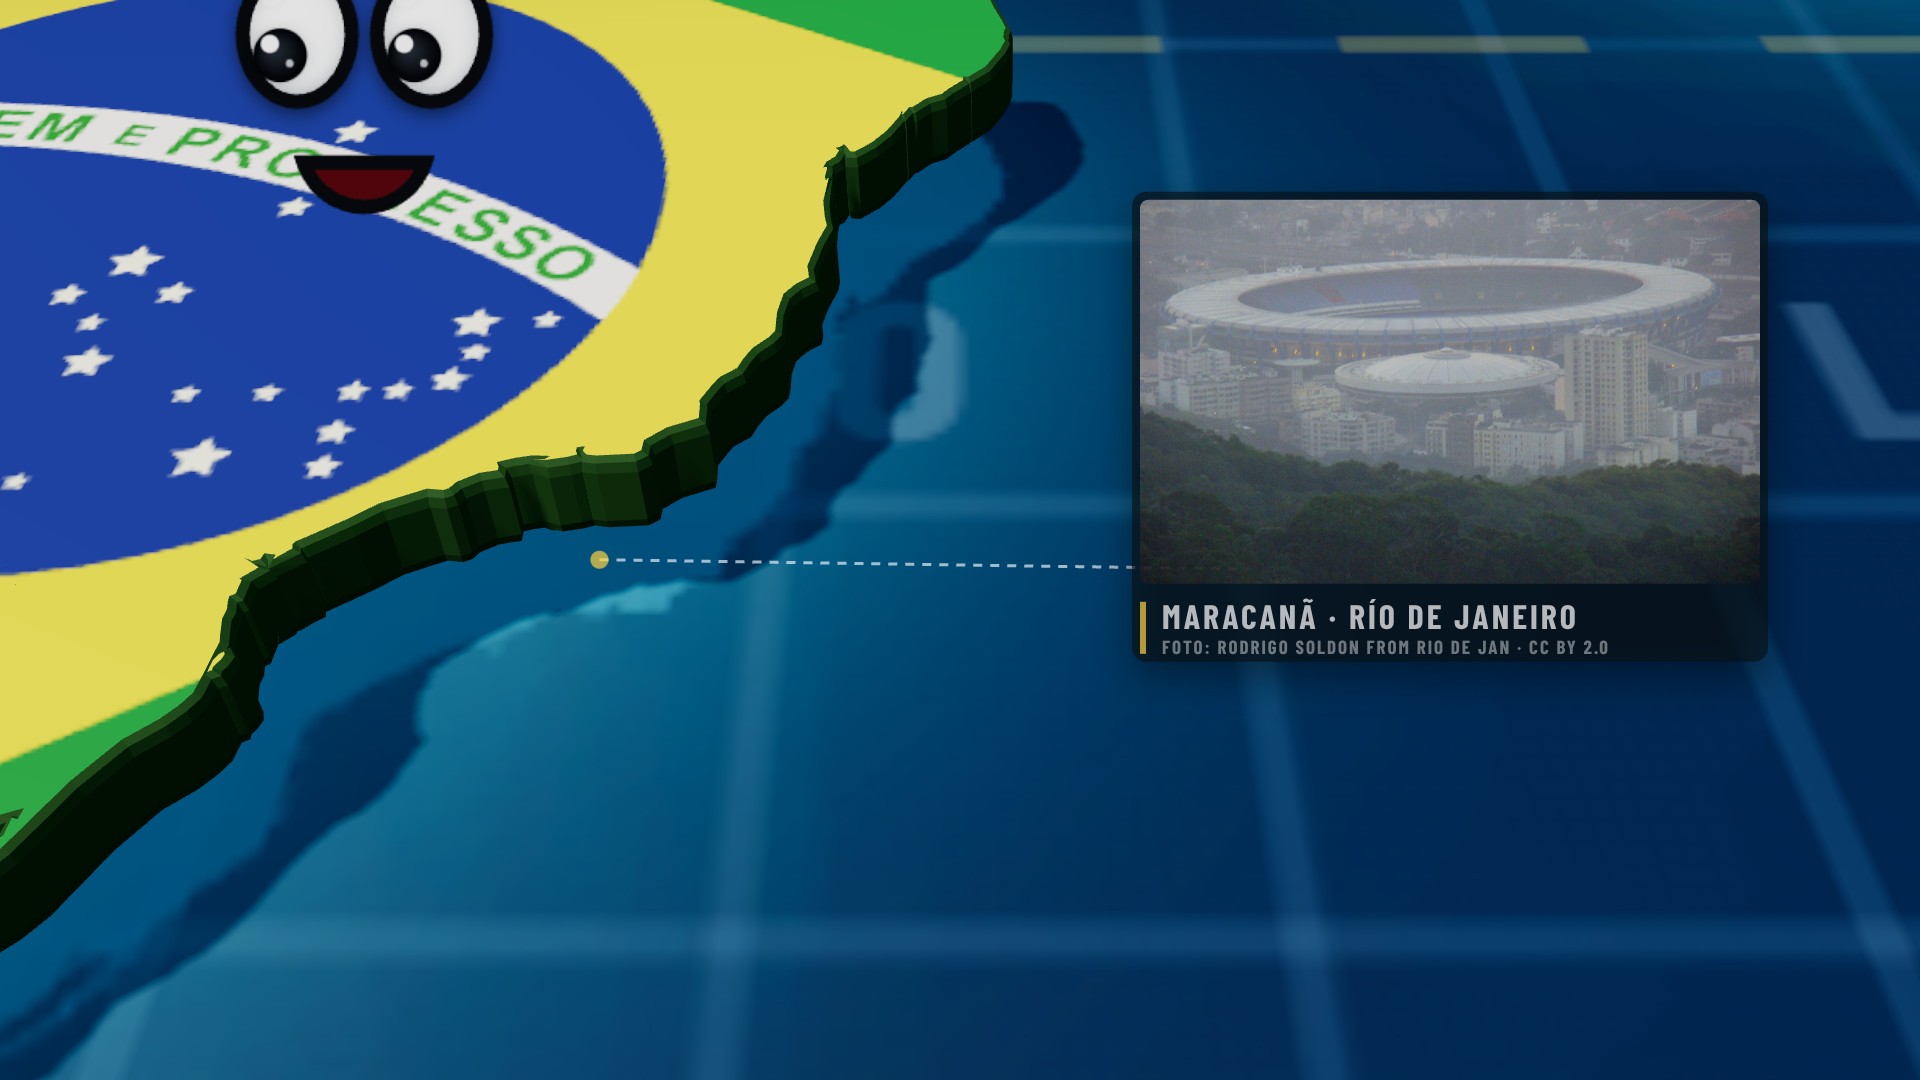 EM E PRO ESSO
MARACANÃ · RÍO DE JANEIRO
FOTO: RODRIGO SOLDON FROM RIO DE JAN · CC BY 2.0